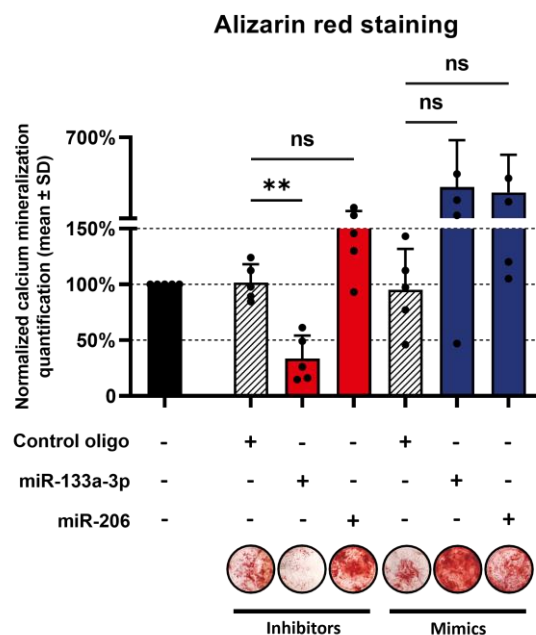 Alizarin red staining
ns
ns
ns
**
Normalized calcium mineralization
quantification (mean ± SD)
700%
150%
100%
50%
0
Control oligo - + - - + - -
miR-133a-3p - - + - - + -
miR-206 - - - + - - +
Inhibitors Mimics